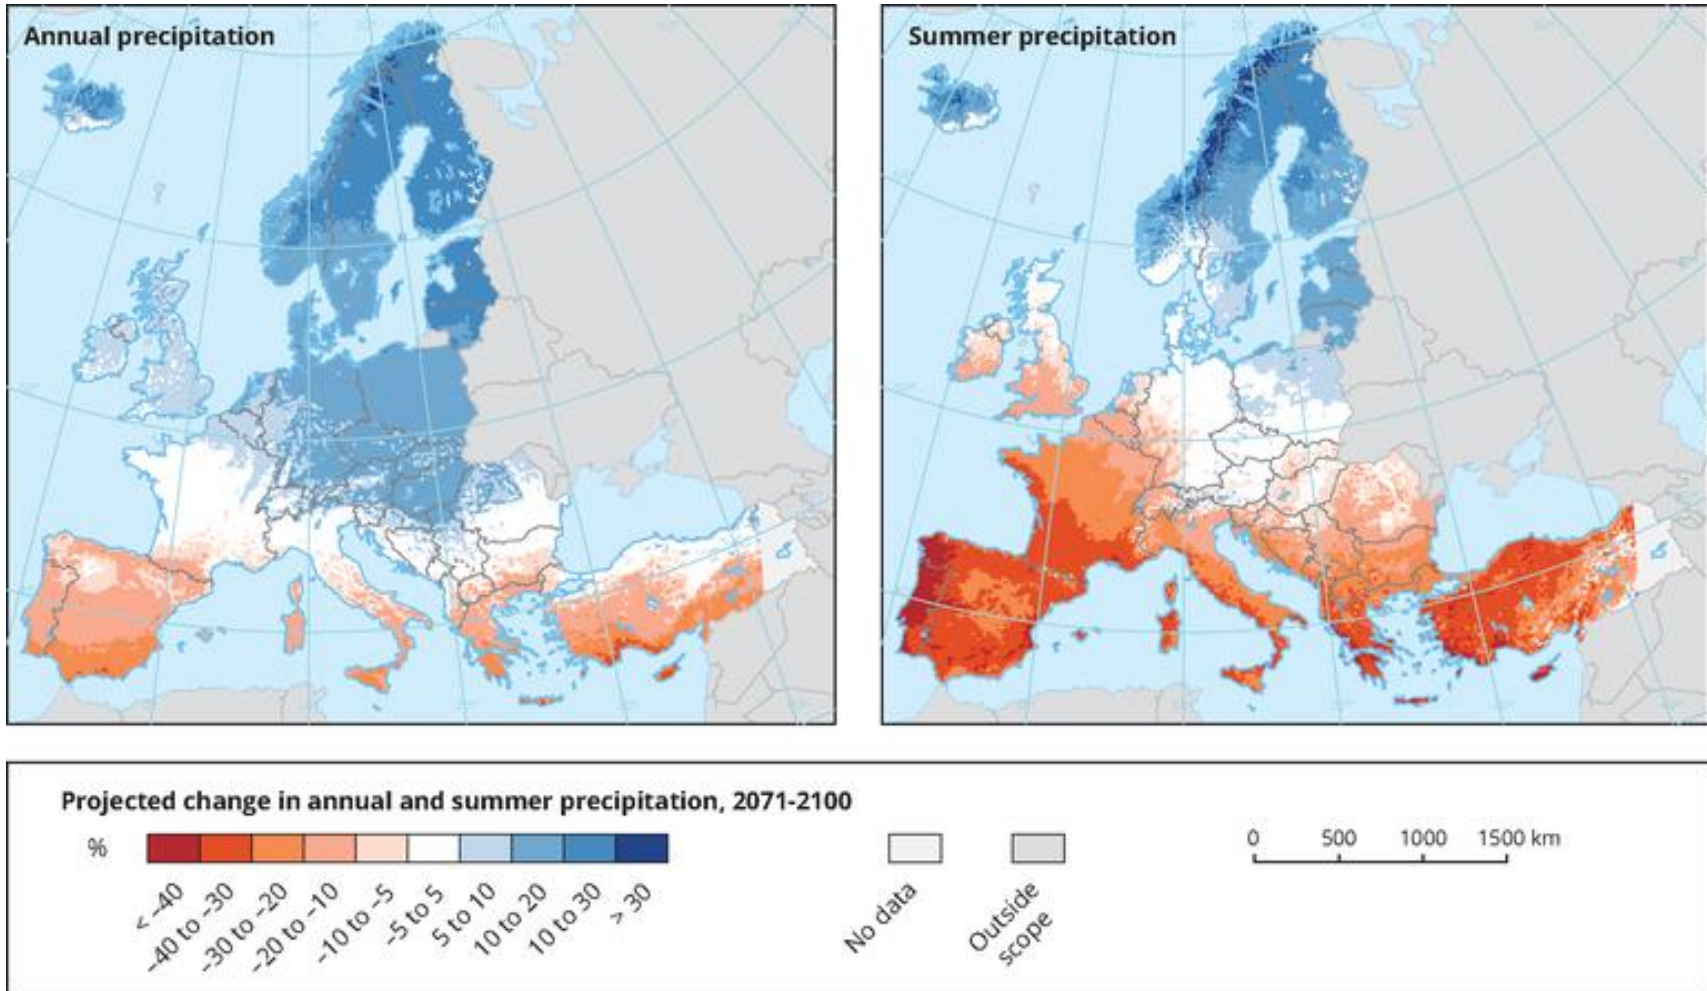 Annual precipitation
Summer precipitation
Projected change in annual and summer precipitation, 2071-2100
%
< −40
−40 to −30
−30 to −20
−20 to −10
−10 to −5
−5 to 5
5 to 10
10 to 20
10 to 30
> 30
No data
Outside
scope
0 500 1000 1500 km